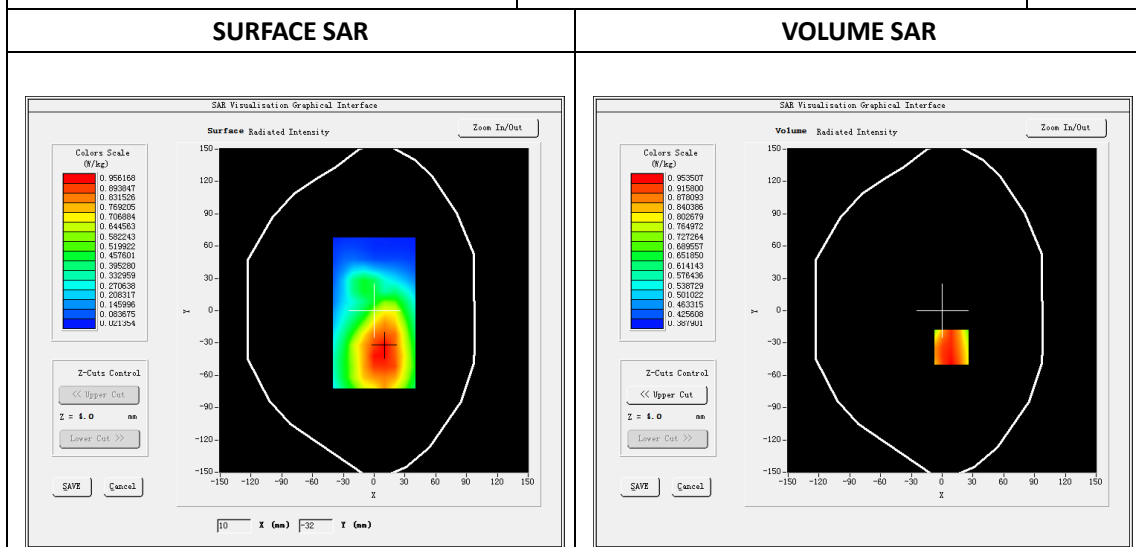 SURFACE SAR
VOLUME SAR
SAR Visualisation Graphical Interface
Surface Radiated Intensity
Zoom In/Out
Colors Scale
(W/kg)
0.956168
0.893847
0.831526
0.769205
0.706884
0.644563
0.582243
0.519922
0.457601
0.395280
0.332959
0.270638
0.208317
0.145996
0.083675
0.021354
150
120
90
60
30
0
-30
-60
-90
-120
-150
Y
-150 -120 -90 -60 -30 0 30 60 90 120 150
X
Z-Cuts Control
<< Upper Cut
Z = 4.0 mm
Lower Cut >>
SAVE Cancel
10 X (mm) -32 Y (mm)
SAR Visualisation Graphical Interface
Volume Radiated Intensity
Zoom In/Out
Colors Scale
(W/kg)
0.953507
0.915800
0.878093
0.840386
0.802679
0.764972
0.727264
0.689557
0.651850
0.614143
0.576436
0.538729
0.501022
0.463315
0.425608
0.387901
150
120
90
60
30
0
-30
-60
-90
-120
-150
Y
-150 -120 -90 -60 -30 0 30 60 90 120 150
X
Z-Cuts Control
<< Upper Cut
Z = 4.0 mm
Lower Cut >>
SAVE Cancel